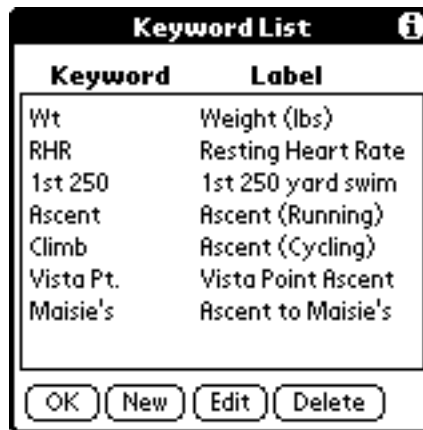 Keyword List i
Keyword Label
Wt Weight (lbs)
RHR Resting Heart Rate
1st 250 1st 250 yard swim
Ascent Ascent (Running)
Climb Ascent (Cycling)
Vista Pt. Vista Point Ascent
Maisie's Ascent to Maisie's
OK New Edit Delete